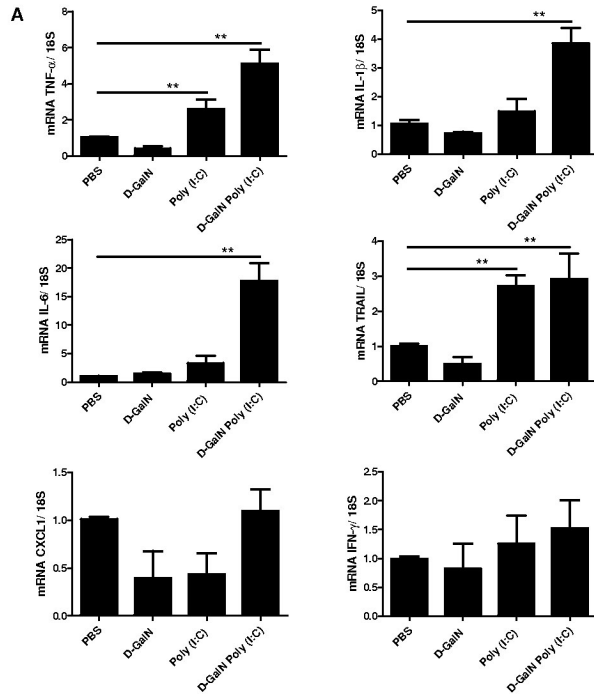 A
mRNA TNF-α/ 18S
8
6
4
2
0
**
**
PBS
D-GalN
Poly (I:C)
D-GalN Poly (I:C)
mRNA IL-1β/ 18S
5
4
3
2
1
0
**
PBS
D-GalN
Poly (I:C)
D-GalN Poly (I:C)
mRNA IL-6/ 18S
25
20
15
10
5
0
**
PBS
D-GalN
Poly (I:C)
D-GalN Poly (I:C)
mRNA TRAIL/ 18S
4
3
2
1
0
**
**
PBS
D-GalN
Poly (I:C)
D-GalN Poly (I:C)
mRNA CXCL1/ 18S
1.5
1.0
0.5
0.0
PBS
D-GalN
Poly (I:C)
D-GalN Poly (I:C)
mRNA IFN-γ/ 18S
2.5
2.0
1.5
1.0
0.5
0.0
PBS
D-GalN
Poly (I:C)
D-GalN Poly (I:C)